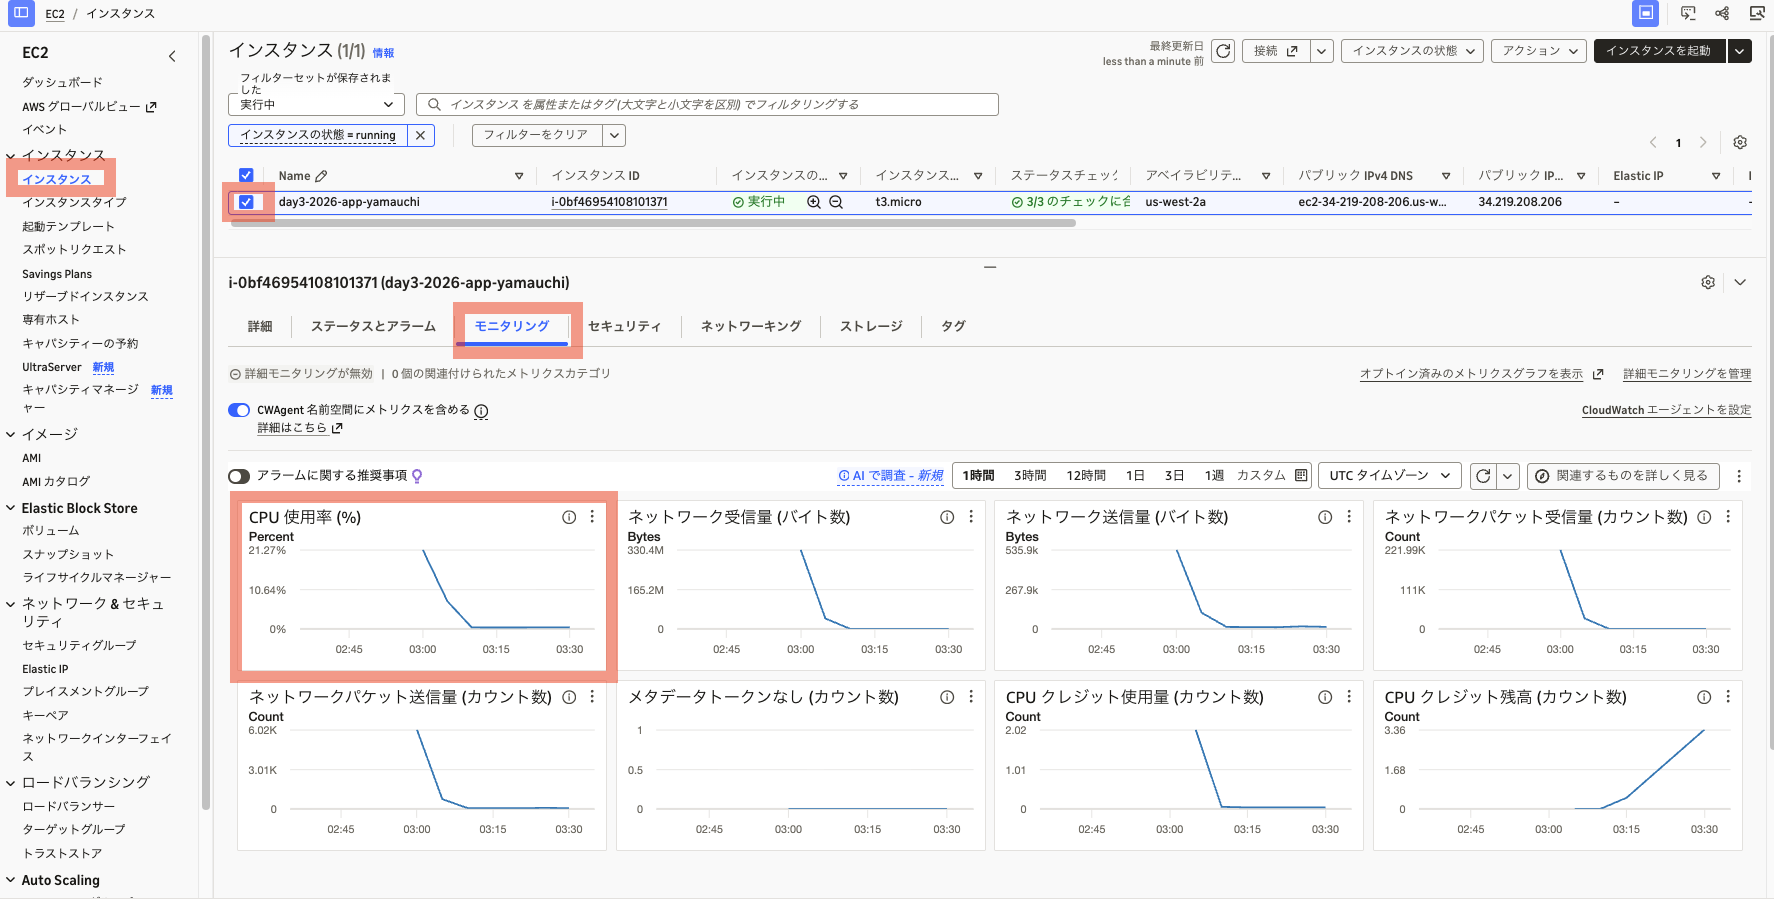 EC2 / インスタンス
EC2
ダッシュボード
AWS グローバルビュー
イベント
インスタンス
インスタンス
インスタンスタイプ
起動テンプレート
スポットリクエスト
Savings Plans
リザーブドインスタンス
専有ホスト
キャパシティーの予約
UltraServer 新規
キャパシティマネージ 新規
ャー
イメージ
AMI
AMI カタログ
Elastic Block Store
ボリューム
スナップショット
ライフサイクルマネージャー
ネットワーク & セキュ
リティ
セキュリティグループ
Elastic IP
プレイスメントグループ
キーペア
ネットワークインターフェイ
ス
ロードバランシング
ロードバランサー
ターゲットグループ
トラストストア
Auto Scaling
インスタンス (1/1) 情報
最終更新日
less than a minute 前
接続
インスタンスの状態
アクション
インスタンスを起動
フィルターセットが保存されま
した
実行中
インスタンス を属性またはタグ (大文字と小文字を区別) でフィルタリングする
インスタンスの状態 = running
フィルターをクリア
1
Name インスタンス ID インスタンスの... インスタンス... ステータスチェック アベイラビリテ... パブリック IPv4 DNS パブリック IP... Elastic IP
day3-2026-app-yamauchi i-0bf46954108101371 実行中 t3.micro 3/3 のチェックに合 us-west-2a ec2-34-219-208-206.us-w... 34.219.208.206 –
i-0bf46954108101371 (day3-2026-app-yamauchi)
詳細 ステータスとアラーム モニタリング セキュリティ ネットワーキング ストレージ タグ
詳細モニタリングが無効 | 0 個の関連付けられたメトリクスカテゴリ
オプトイン済みのメトリクスグラフを表示 詳細モニタリングを管理
CWAgent 名前空間にメトリクスを含める
詳細はこちら
CloudWatch エージェントを設定
アラームに関する推奨事項
AI で調査 - 新規
1時間 3時間 12時間 1日 3日 1週 カスタム
UTC タイムゾーン
関連するものを詳しく見る
CPU 使用率 (%)
Percent
21.27%
10.64%
0%
02:45 03:00 03:15 03:30
ネットワーク受信量 (バイト数)
Bytes
330.4M
165.2M
0
02:45 03:00 03:15 03:30
ネットワーク送信量 (バイト数)
Bytes
535.9k
267.9k
0
02:45 03:00 03:15 03:30
ネットワークパケット受信量 (カウント数)
Count
221.99K
111K
0
02:45 03:00 03:15 03:30
ネットワークパケット送信量 (カウント数)
Count
6.02K
3.01K
0
02:45 03:00 03:15 03:30
メタデータトークンなし (カウント数)
1
0.5
0
02:45 03:00 03:15 03:30
CPU クレジット使用量 (カウント数)
Count
2.02
1.01
0
02:45 03:00 03:15 03:30
CPU クレジット残高 (カウント数)
Count
3.36
1.68
0
02:45 03:00 03:15 03:30